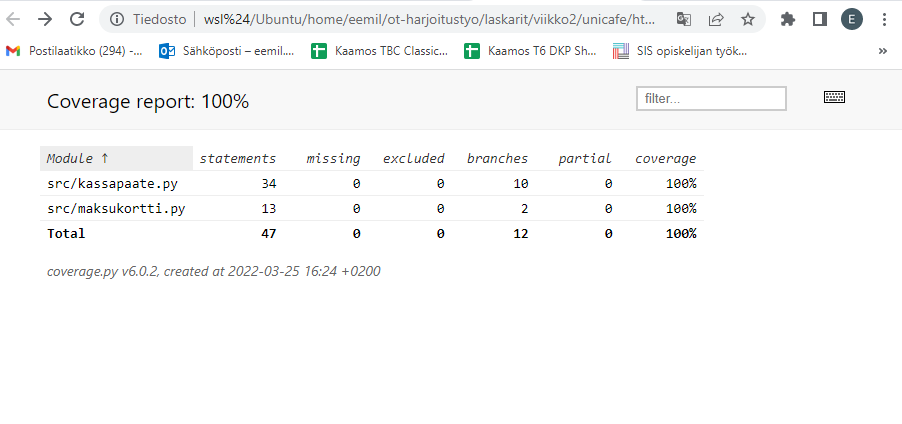 Tiedosto | wsl%24/Ubuntu/home/eemil/ot-harjoitustyo/laskarit/viikko2/unicafe/ht...
E
Postilaatikko (294) -... Sähköposti – eemil.... Kaamos TBC Classic... Kaamos T6 DKP Sh... SIS opiskelijan työk... »
Coverage report: 100% filter...
Module ↑ statements missing excluded branches partial coverage
src/kassapaate.py 34 0 0 10 0 100%
src/maksukortti.py 13 0 0 2 0 100%
Total 47 0 0 12 0 100%
coverage.py v6.0.2, created at 2022-03-25 16:24 +0200